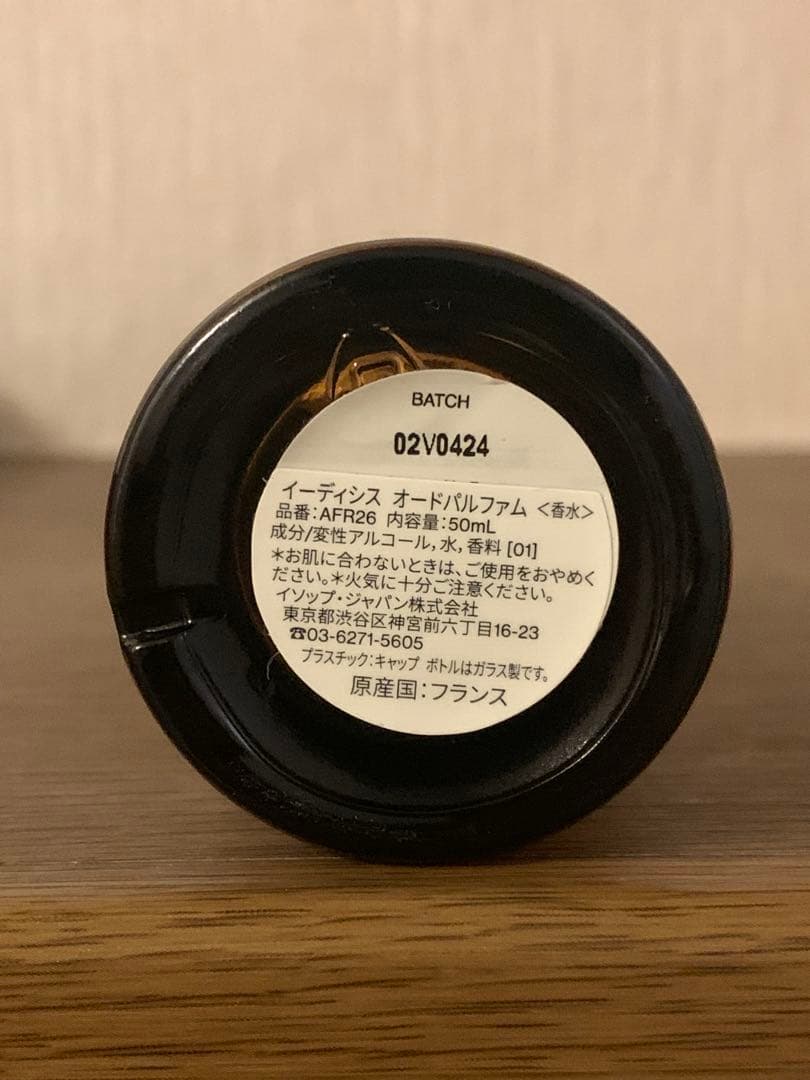 BATCH
02V0424
イーディシス オードパルファム <香水>
品番:AFR26 内容量:50mL
成分/変性アルコール,水,香料 [01]
＊お肌に合わないときは、ご使用をおやめく
ださい。＊火気に十分ご注意ください。
イソップ・ジャパン株式会社
東京都渋谷区神宮前六丁目16-23
☎03-6271-5605
プラスチック:キャップ ボトルはガラス製です。
原産国:フランス